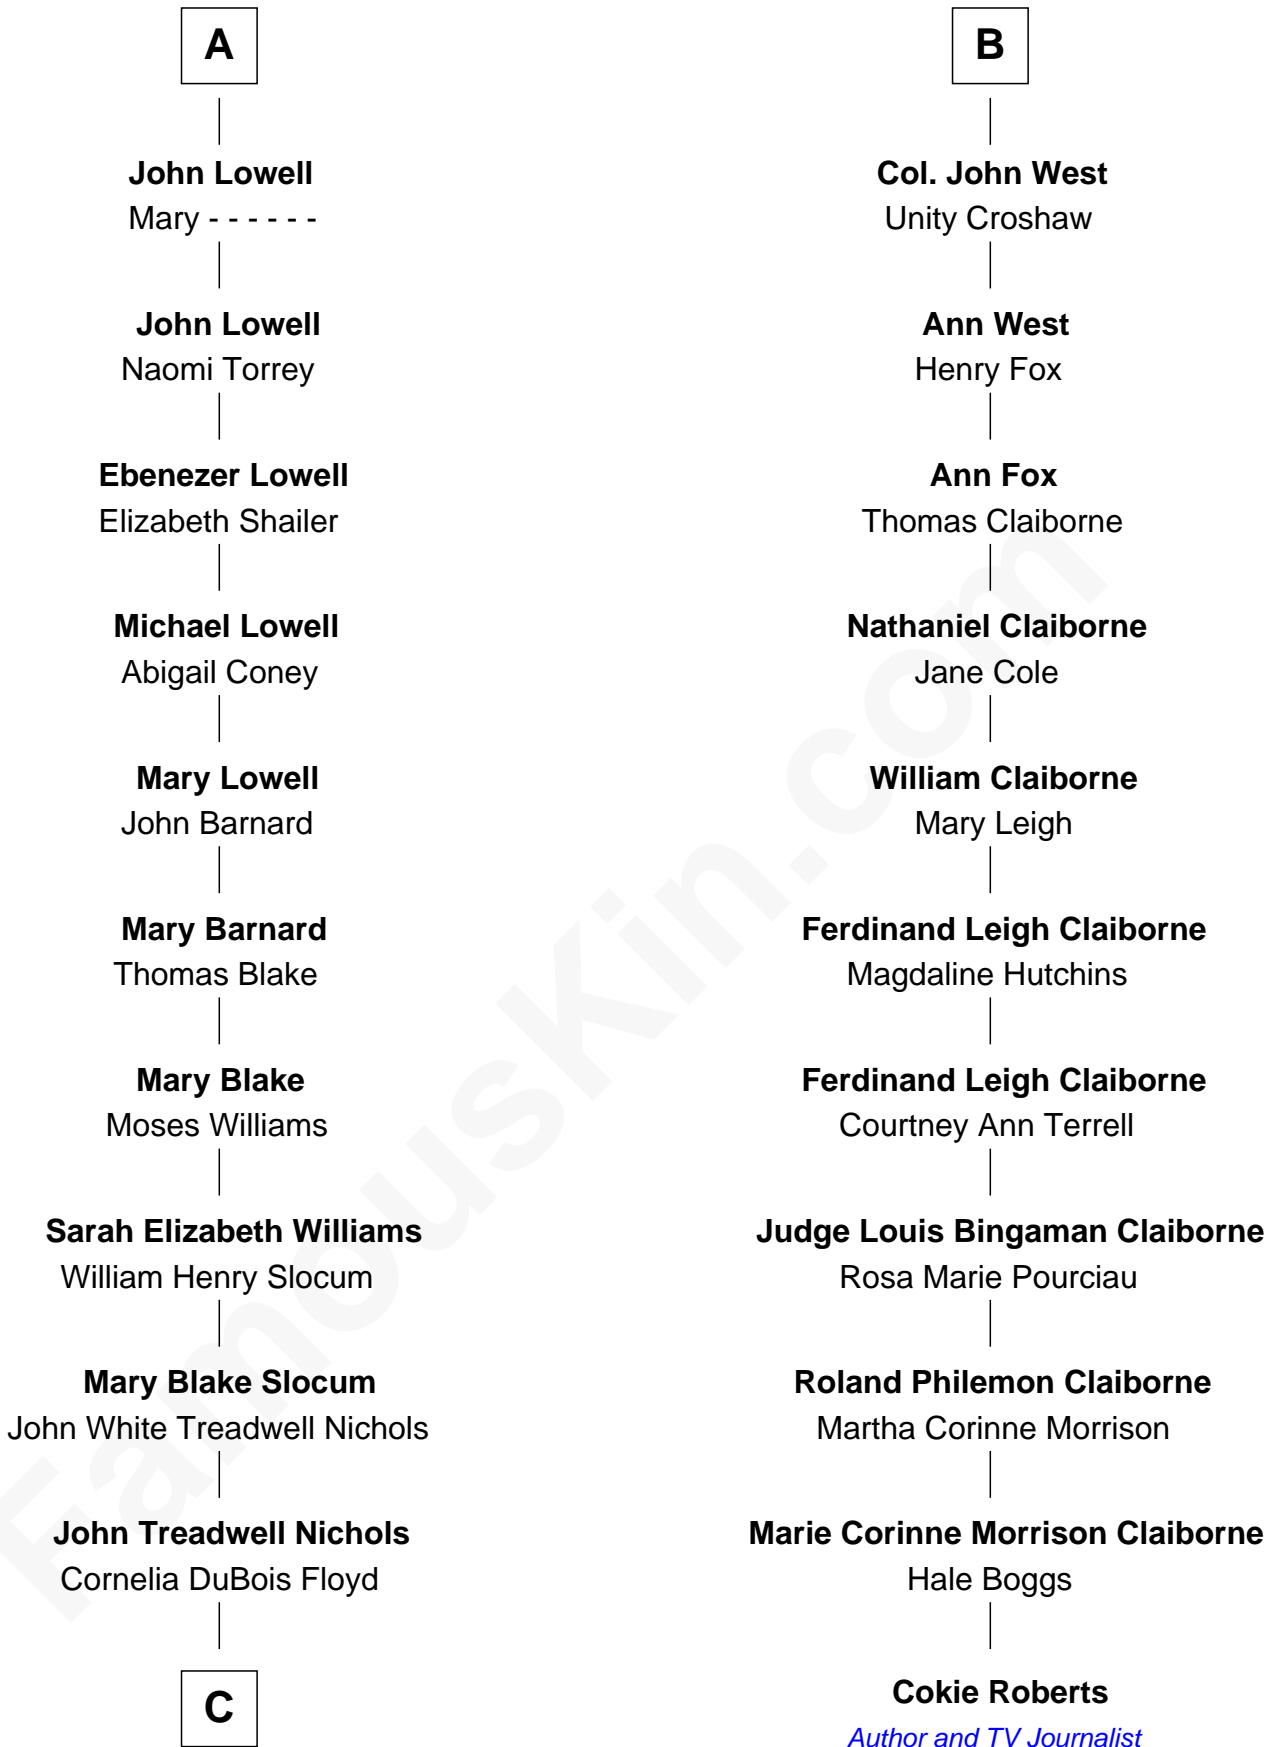 A
John Lowell
Mary - - - - - -
John Lowell
Naomi Torrey
Ebenezer Lowell
Elizabeth Shailer
Michael Lowell
Abigail Coney
Mary Lowell
John Barnard
Mary Barnard
Thomas Blake
Mary Blake
Moses Williams
Sarah Elizabeth Williams
William Henry Slocum
Mary Blake Slocum
John White Treadwell Nichols
John Treadwell Nichols
Cornelia DuBois Floyd
C
B
Col. John West
Unity Croshaw
Ann West
Henry Fox
Ann Fox
Thomas Claiborne
Nathaniel Claiborne
Jane Cole
William Claiborne
Mary Leigh
Ferdinand Leigh Claiborne
Magdaline Hutchins
Ferdinand Leigh Claiborne
Courtney Ann Terrell
Judge Louis Bingaman Claiborne
Rosa Marie Pourciau
Roland Philemon Claiborne
Martha Corinne Morrison
Marie Corinne Morrison Claiborne
Hale Boggs
Cokie Roberts
Author and TV Journalist
FamousKin.com